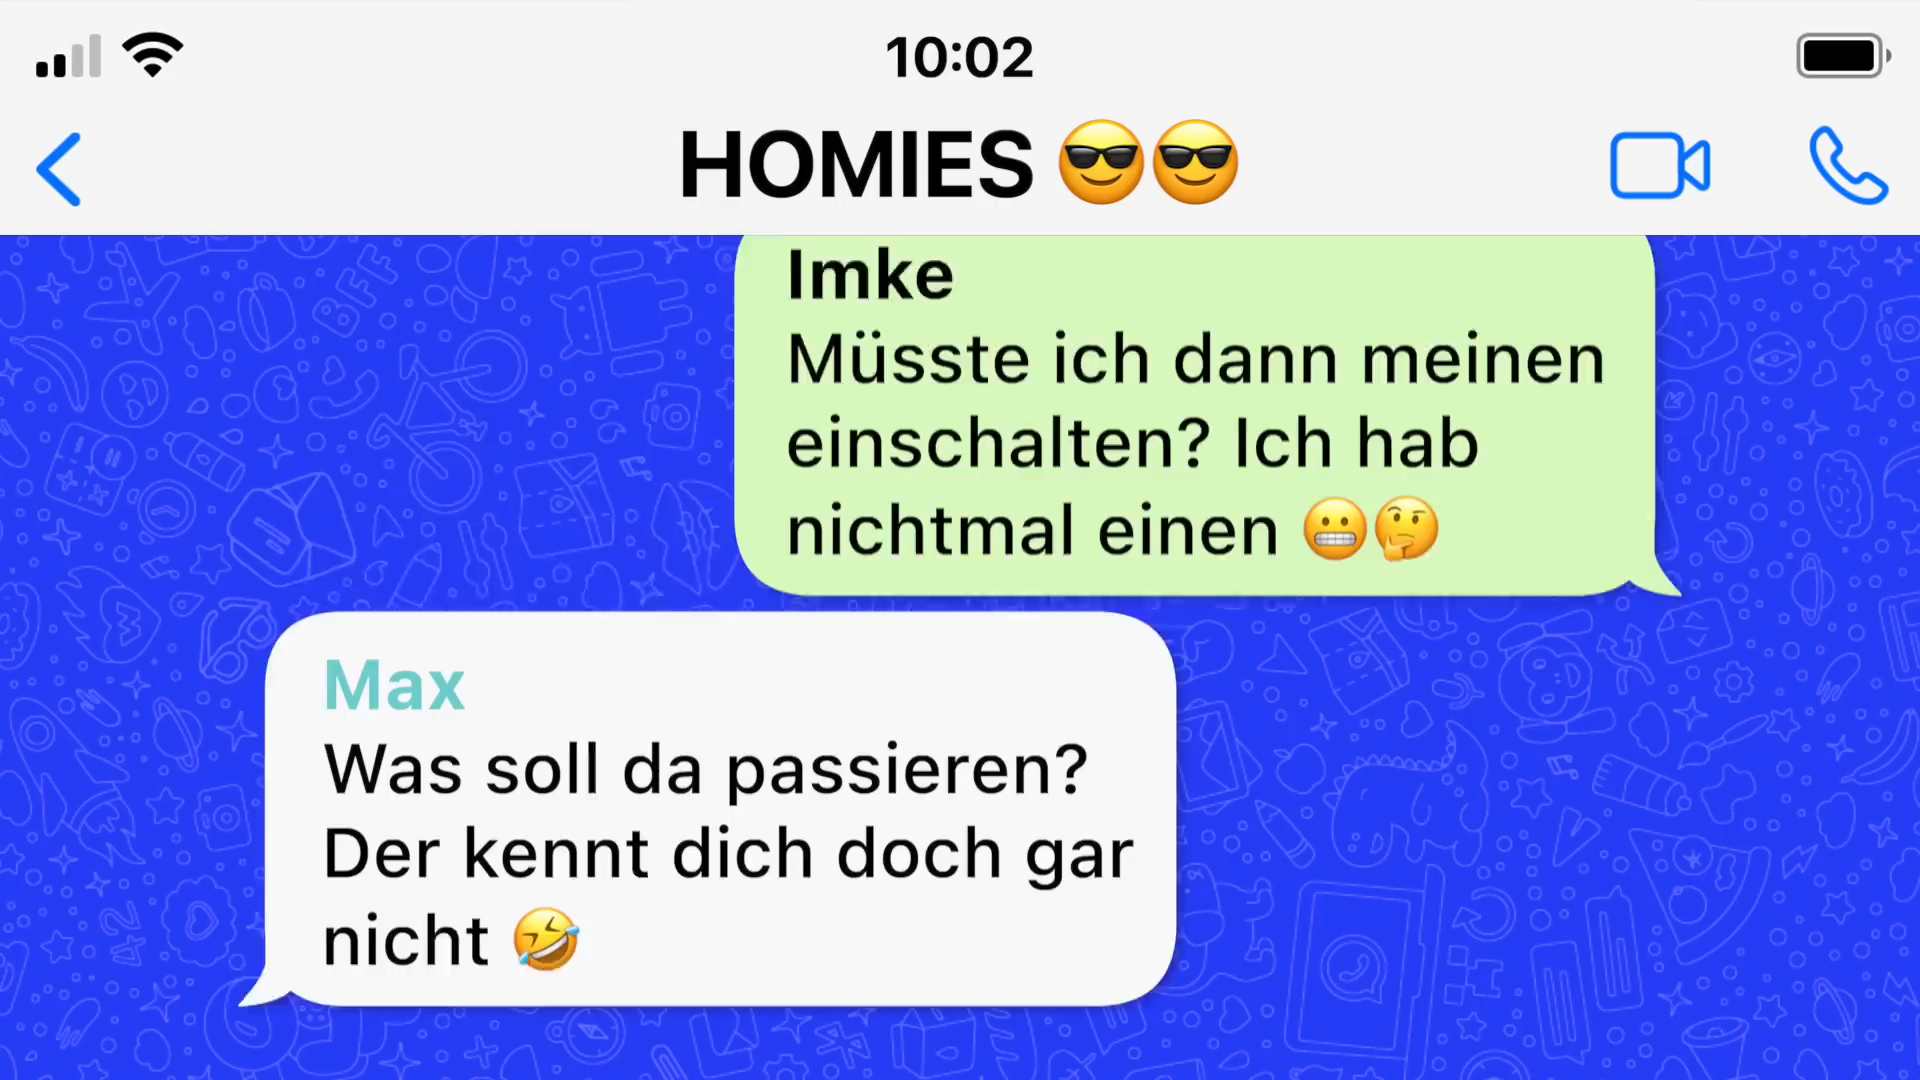 10:02
HOMIES 😎😎
Imke
Müsste ich dann meinen
einschalten? Ich hab
nichtmal einen 😬🤔
Max
Was soll da passieren?
Der kennt dich doch gar
nicht 🤣